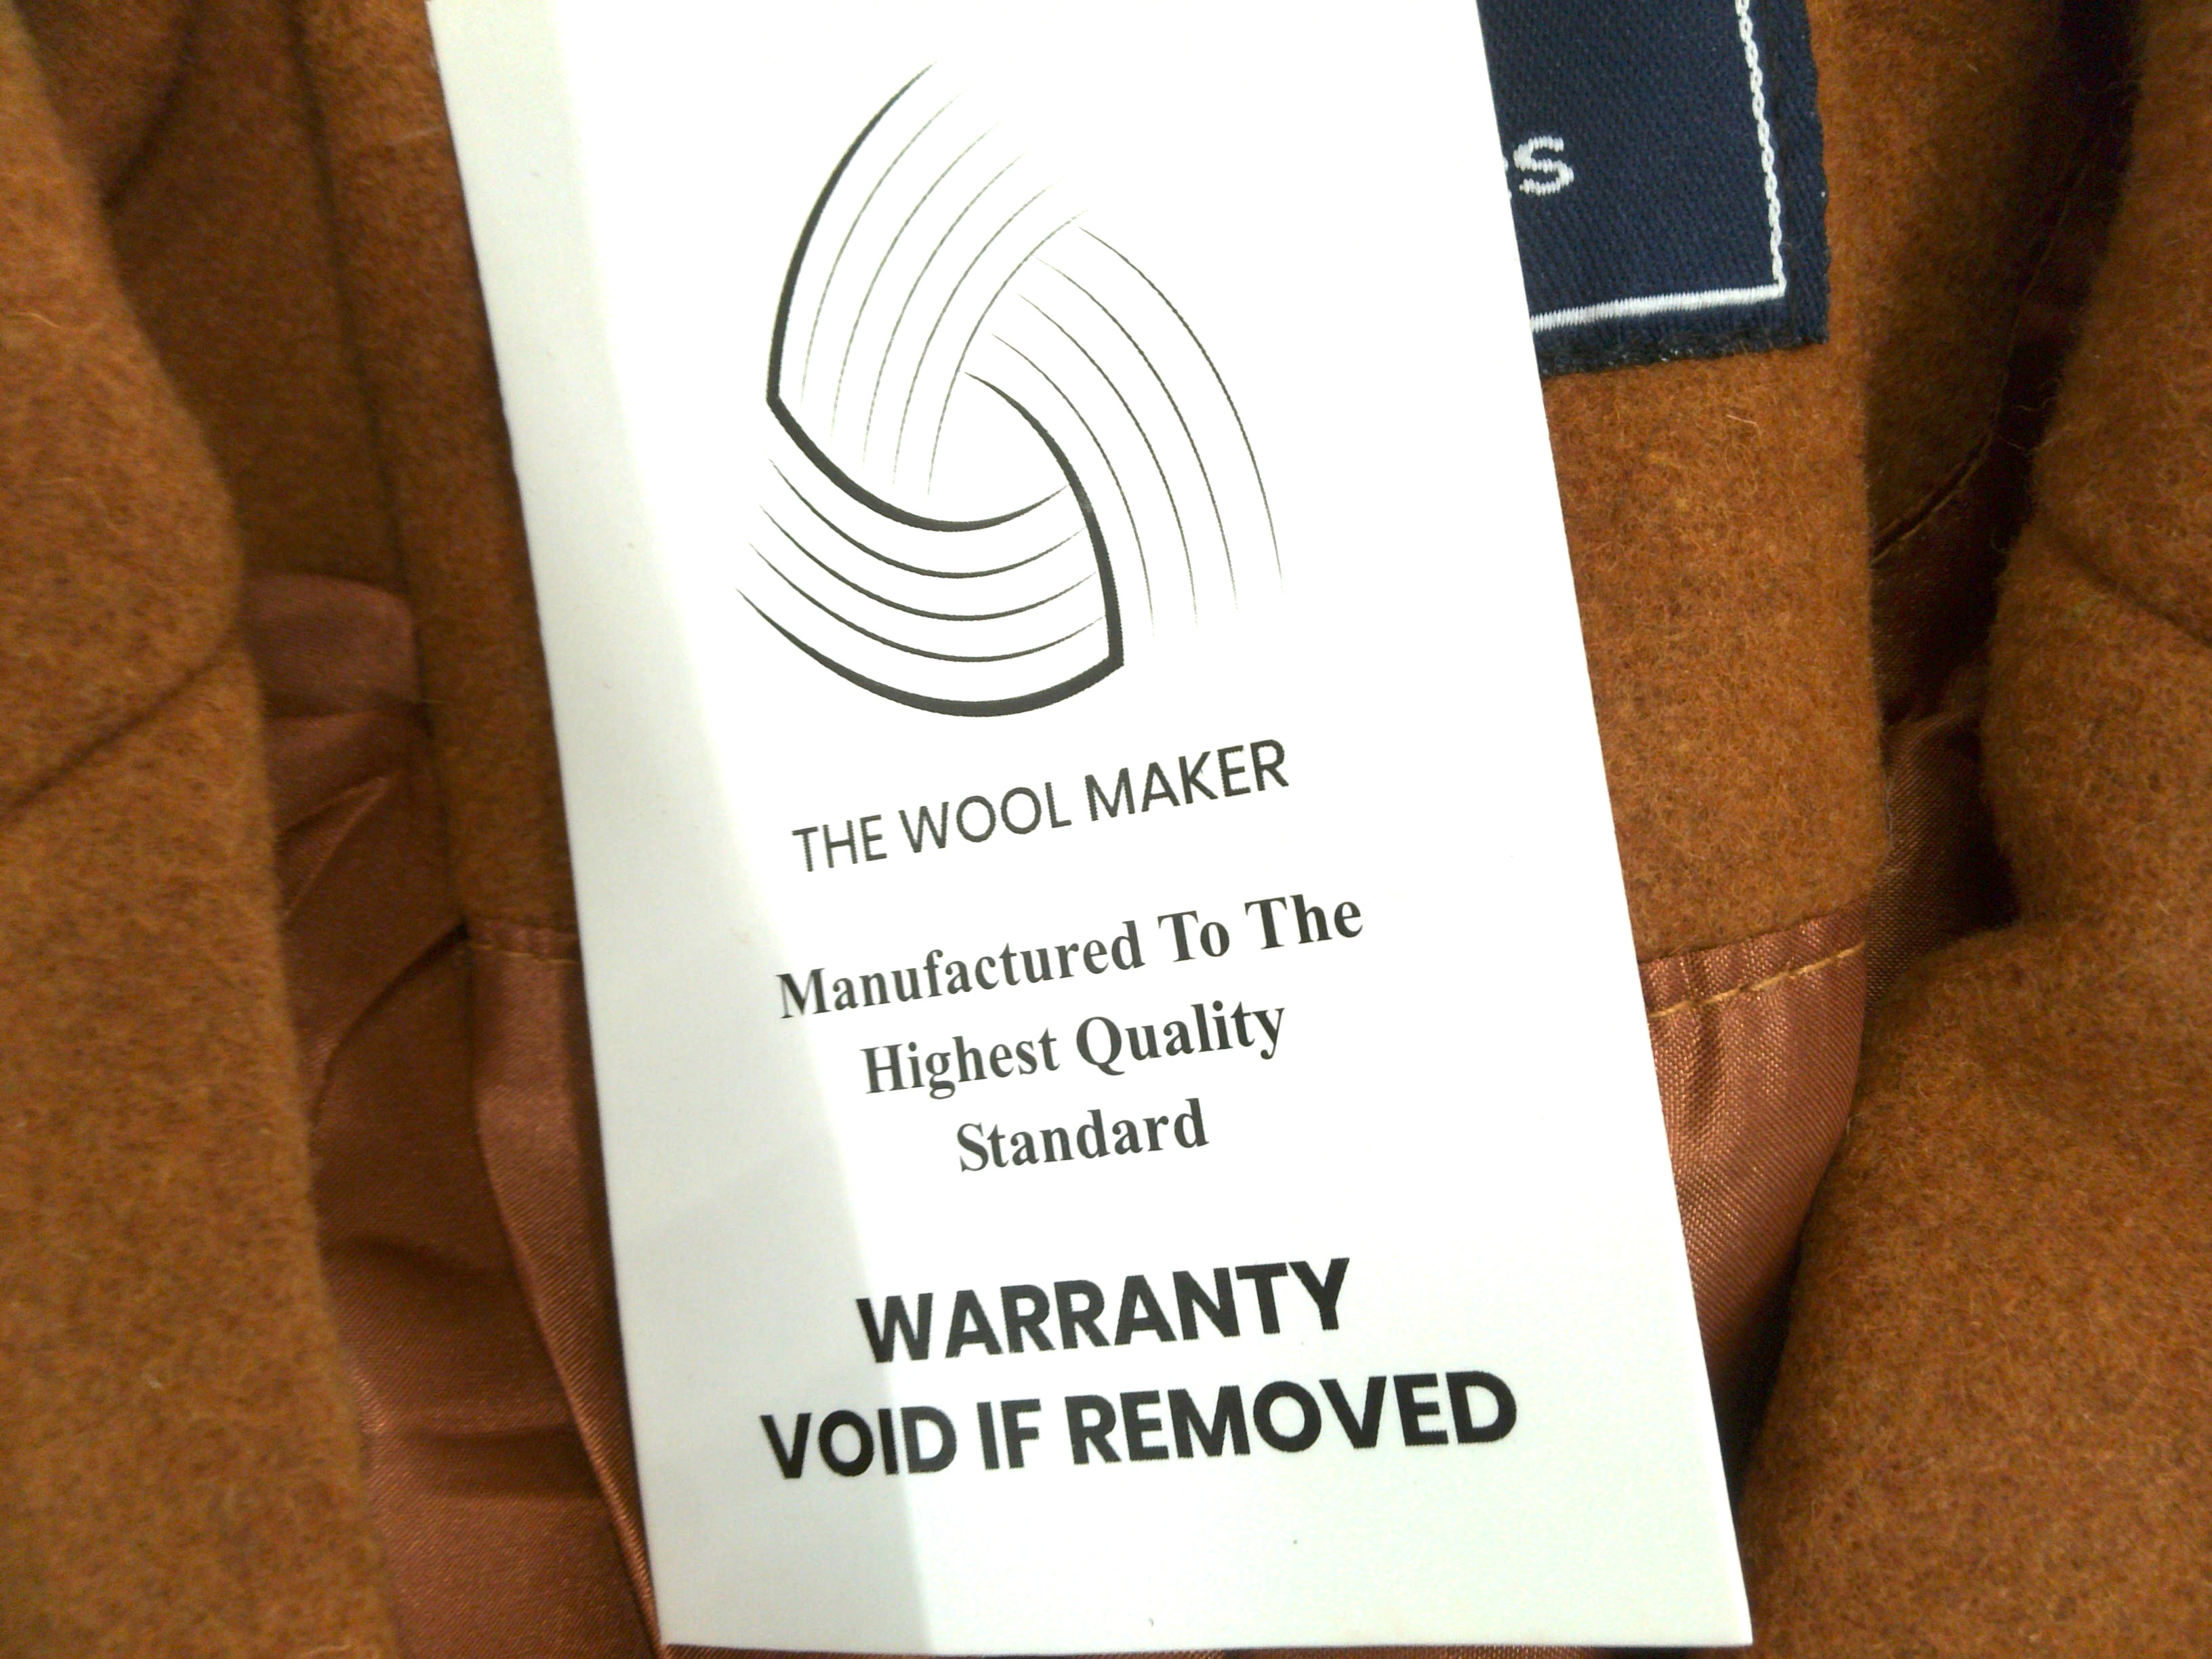 THE WOOL MAKER
Manufactured To The
Highest Quality
Standard
WARRANTY
VOID IF REMOVED